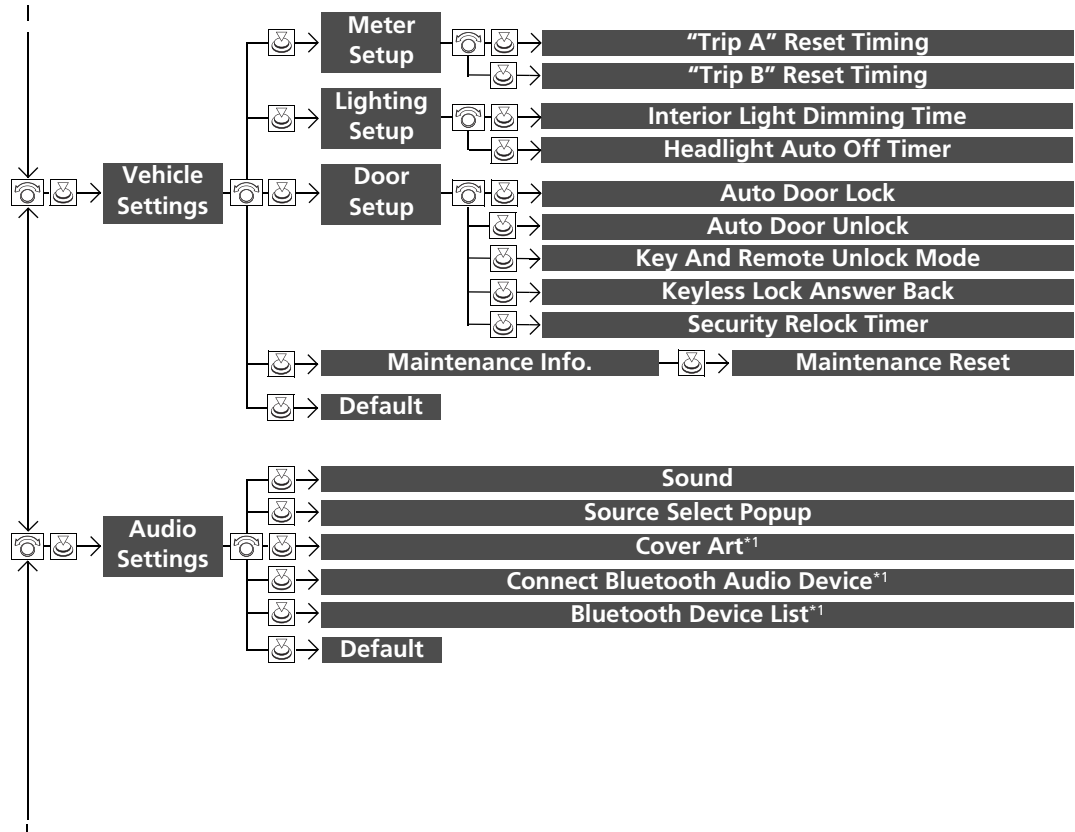 Meter
Setup
“Trip A” Reset Timing
“Trip B” Reset Timing
Lighting
Setup
Interior Light Dimming Time
Headlight Auto Off Timer
Vehicle
Settings
Door
Setup
Auto Door Lock
Auto Door Unlock
Key And Remote Unlock Mode
Keyless Lock Answer Back
Security Relock Timer
Maintenance Info.
Maintenance Reset
Default
Audio
Settings
Sound
Source Select Popup
Cover Art*1
Connect Bluetooth Audio Device*1
Bluetooth Device List*1
Default